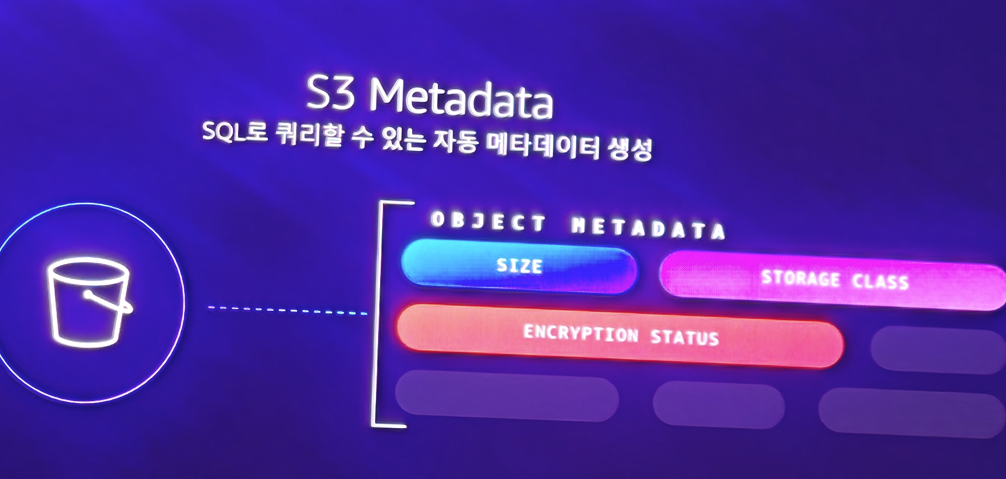 S3 Metadata
SQL로 쿼리할 수 있는 자동 메타데이터 생성
OBJECT METADATA
SIZE
STORAGE CLASS
ENCRYPTION STATUS